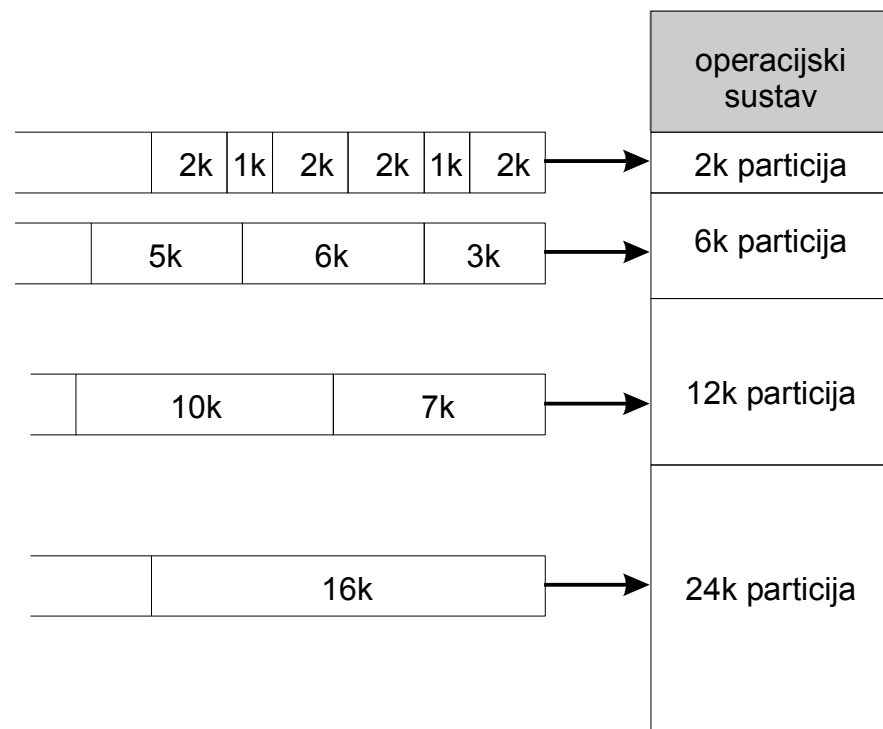 operacijski
sustav
2k 1k 2k 2k 1k 2k
2k particija
5k 6k 3k
6k particija
10k 7k
12k particija
16k
24k particija